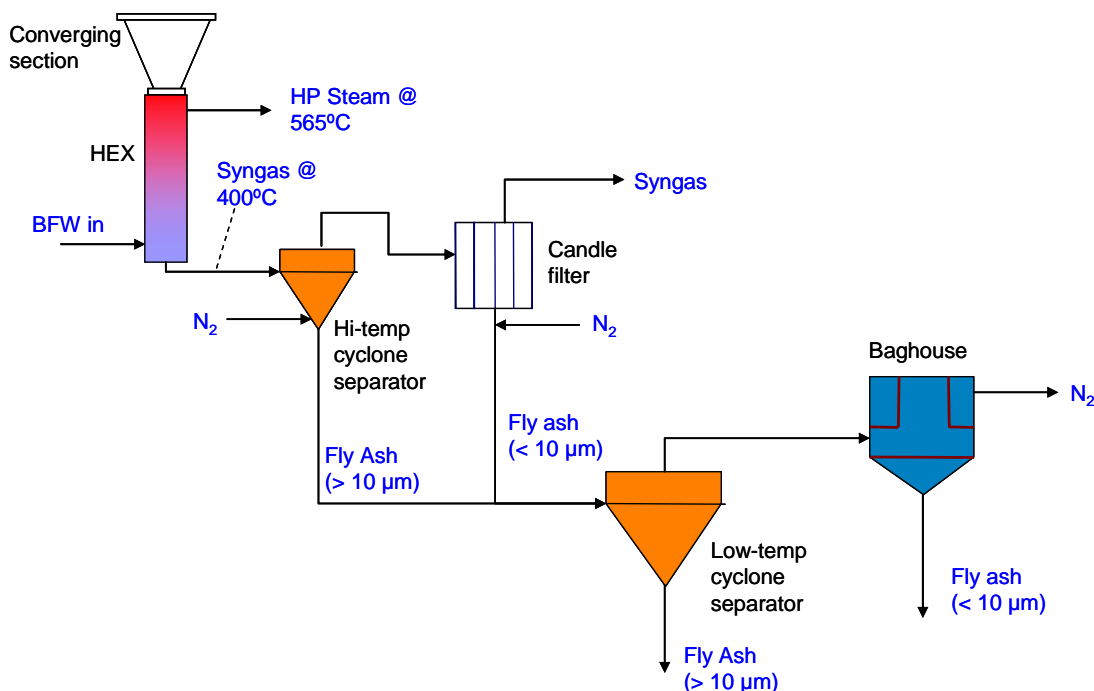 Converging
section
HP Steam @
565ºC
HEX
Syngas @
400ºC
Syngas
BFW in
Candle
filter
N₂
Hi-temp
cyclone
separator
N₂
Baghouse
N₂
Fly ash
(< 10 µm)
Fly Ash
(> 10 µm)
Low-temp
cyclone
separator
Fly ash
(< 10 µm)
Fly Ash
(> 10 µm)